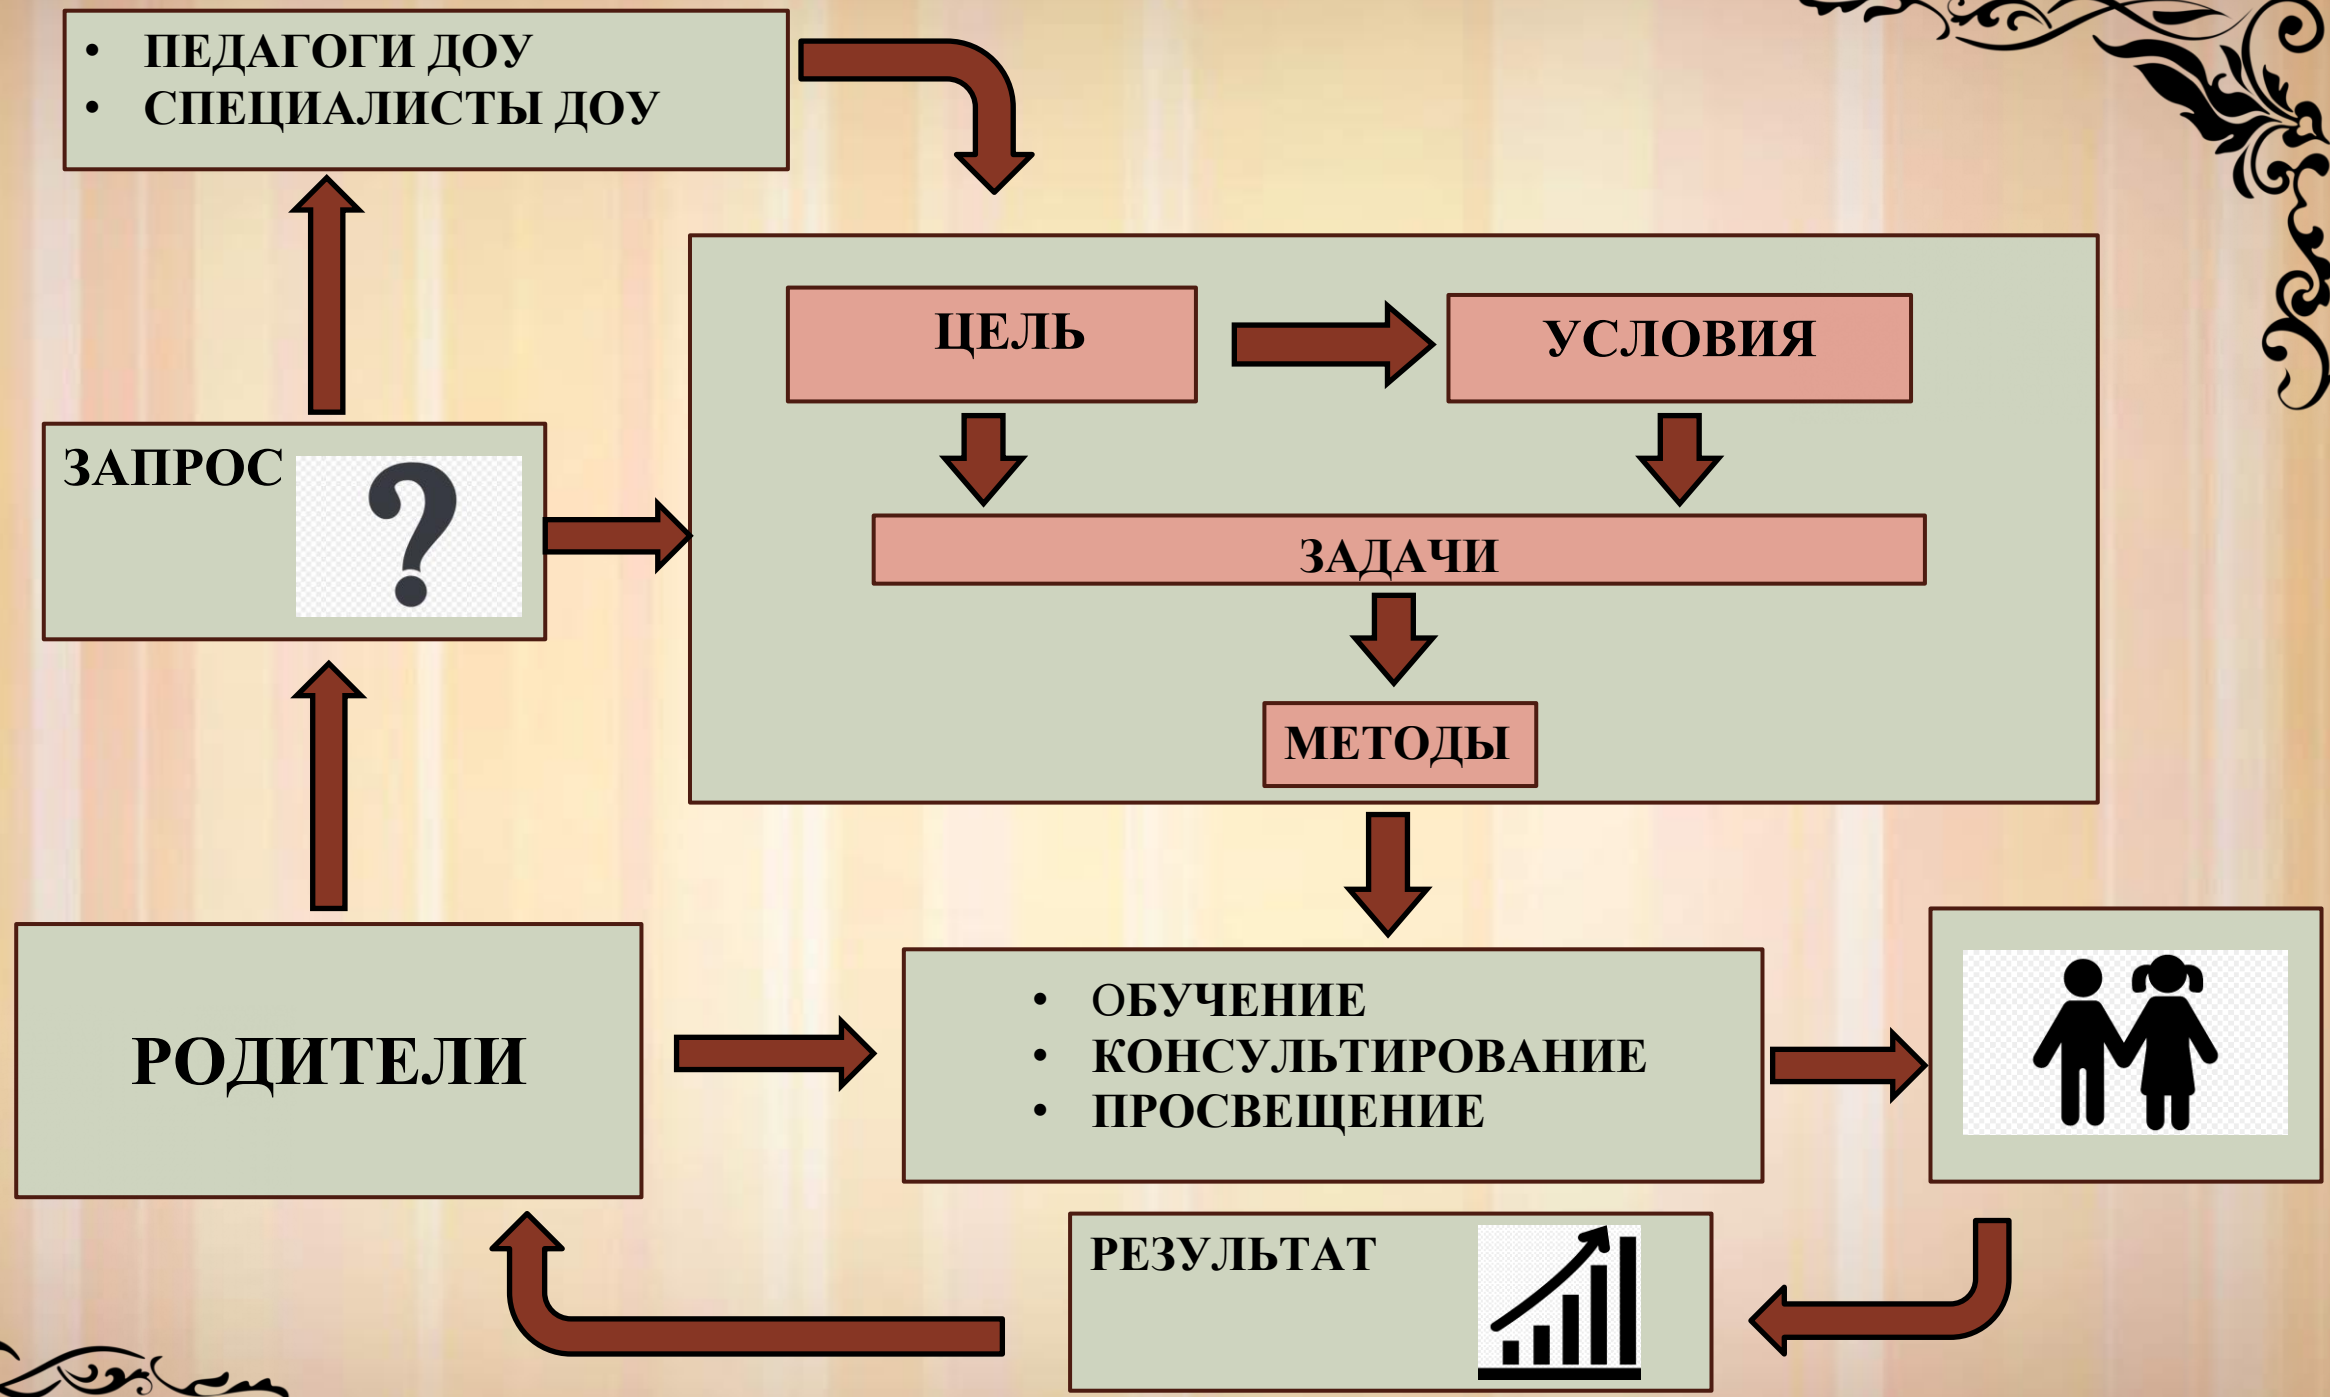 • ПЕДАГОГИ ДОУ
• СПЕЦИАЛИСТЫ ДОУ
ЦЕЛЬ
УСЛОВИЯ
ЗАПРОС
?
ЗАДАЧИ
МЕТОДЫ
РОДИТЕЛИ
• ОБУЧЕНИЕ
• КОНСУЛЬТИРОВАНИЕ
• ПРОСВЕЩЕНИЕ
РЕЗУЛЬТАТ